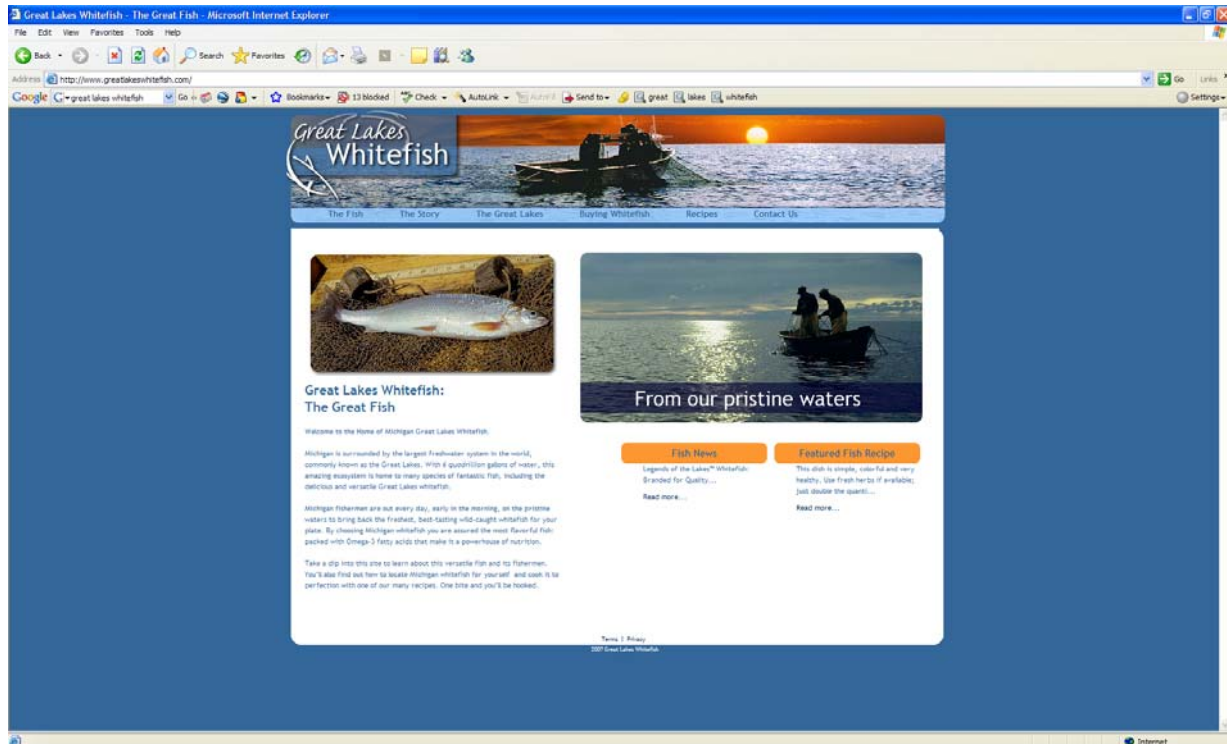 Great Lakes Whitefish - The Great Fish - Microsoft Internet Explorer
File Edit View Favorites Tools Help
Back Search Favorites
Address http://www.greatlakeswhitefish.com/ Go Links
Google great lakes whitefish Go Bookmarks 13 blocked Check AutoLink AutoFill Send to great lakes whitefish Settings
Great Lakes
Whitefish
The Fish The Story The Great Lakes Buying Whitefish Recipes Contact Us
From our pristine waters
Great Lakes Whitefish:
The Great Fish
Welcome to the Home of Michigan Great Lakes Whitefish.
Michigan is surrounded by the largest freshwater system in the world,
commonly known as the Great Lakes. With 6 quadrillion gallons of water, this
amazing ecosystem is home to many species of fantastic fish, including the
delicious and versatile Great Lakes whitefish.
Michigan fishermen are out every day, early in the morning, on the pristine
waters to bring back the freshest, best-tasting wild-caught whitefish for your
plate. By choosing Michigan whitefish you are assured the most flavorful fish:
packed with Omega-3 fatty acids that make is a powerhouse of nutrition.
Take a dip into this site to learn about this versatile fish and its fishermen.
You'll also find out how to locate Michigan whitefish for yourself and cook is to
perfection with one of our many recipes. One bite and you'll be hooked.
Fish News
Legends of the Lakes™ Whitefish:
Branded for Quality...
Read more...
Featured Fish Recipe
This dish is simple, colorful and very
healthy. Use fresh herbs if available;
just double the quanti...
Read more...
Terms | Privacy
2007 Great Lakes Whitefish
Internet